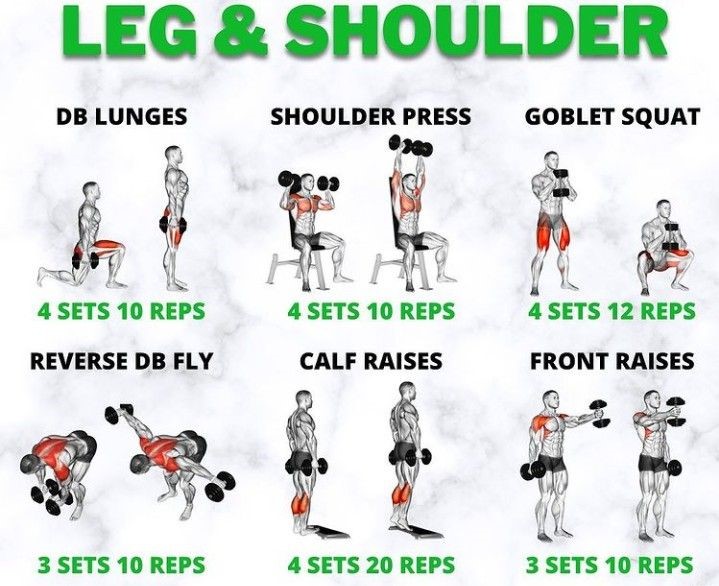 LEG & SHOULDER
DB LUNGES
SHOULDER PRESS
GOBLET SQUAT
4 SETS 10 REPS
4 SETS 10 REPS
4 SETS 12 REPS
REVERSE DB FLY
CALF RAISES
FRONT RAISES
3 SETS 10 REPS
4 SETS 20 REPS
3 SETS 10 REPS